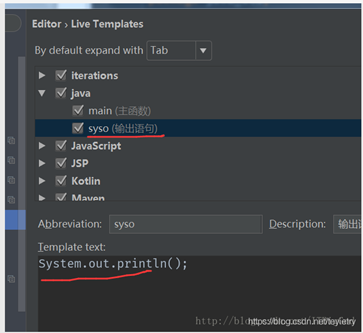 Editor › Live Templates
By default expand with Tab
iterations
java
main (主函数)
syso (输出语句)
JavaScript
JSP
Kotlin
Maven
Abbreviation: syso Description: 输出语
Template text:
System.out.println();
https://blog.csdn.net/